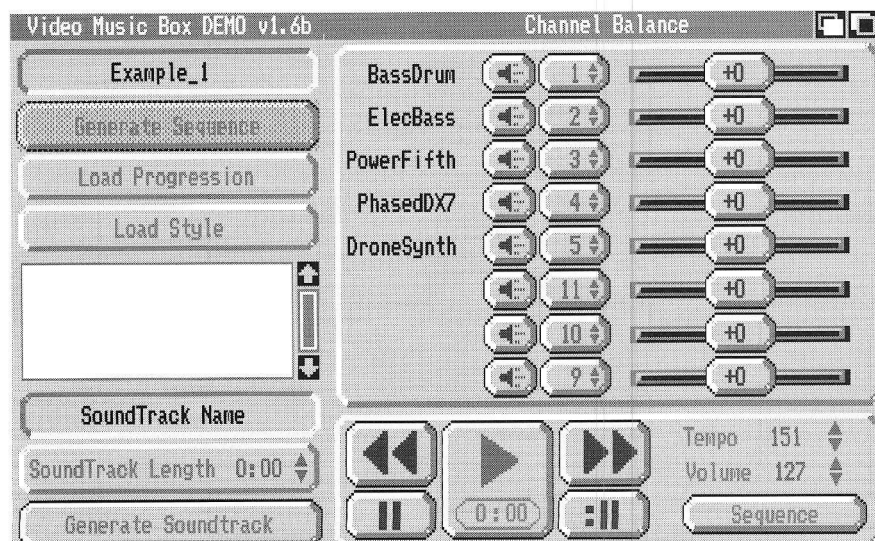 Video Music Box DEMO v1.6b
Channel Balance
Example_1
Generate Sequence
Load Progression
Load Style
SoundTrack Name
SoundTrack Length 0:00
Generate Soundtrack
BassDrum 1 +0
ElecBass 2 +0
PowerFifth 3 +0
PhasedDX7 4 +0
DroneSynth 5 +0
11 +0
10 +0
9 +0
0:00
Tempo 151
Volume 127
Sequence